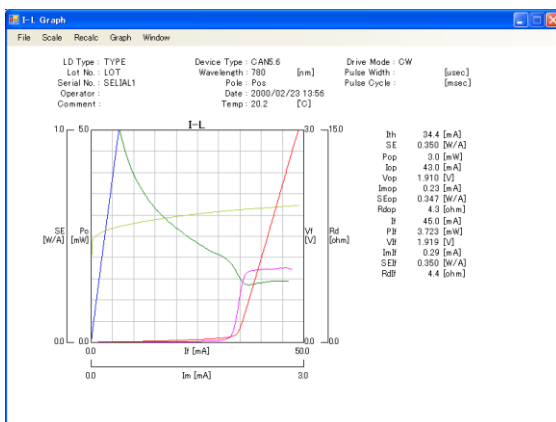 I-L Graph
File Scale Recalc Graph Window
LD Type : TYPE Device Type : CAN5.6 Drive Mode : CW
Lot No. : LOT Wavelength : 780 [nm] Pulse Width : [usec]
Serial No. : SELIAL1 Pole : Pos Pulse Cycle : [msec]
Operator : Date : 2000/02/23 13:56
Comment : Temp : 20.2 [℃]
I-L
1.0 5.0 3.0 15.0
SE Po Vf Rd
[W/A] [mW] [V] [ohm]
0.0 0.0 0.0 0.0
0.0 If [mA] 50.0
0.0 Im [mA] 3.0
Ith 34.4 [mA]
SE 0.350 [W/A]
Pop 3.0 [mW]
Iop 43.0 [mA]
Vop 1.910 [V]
Imop 0.23 [mA]
SEop 0.347 [W/A]
Rdop 4.3 [ohm]
If 45.0 [mA]
PIf 3.723 [mW]
VIf 1.919 [V]
ImIf 0.29 [mA]
SEIf 0.350 [W/A]
RdIf 4.4 [ohm]